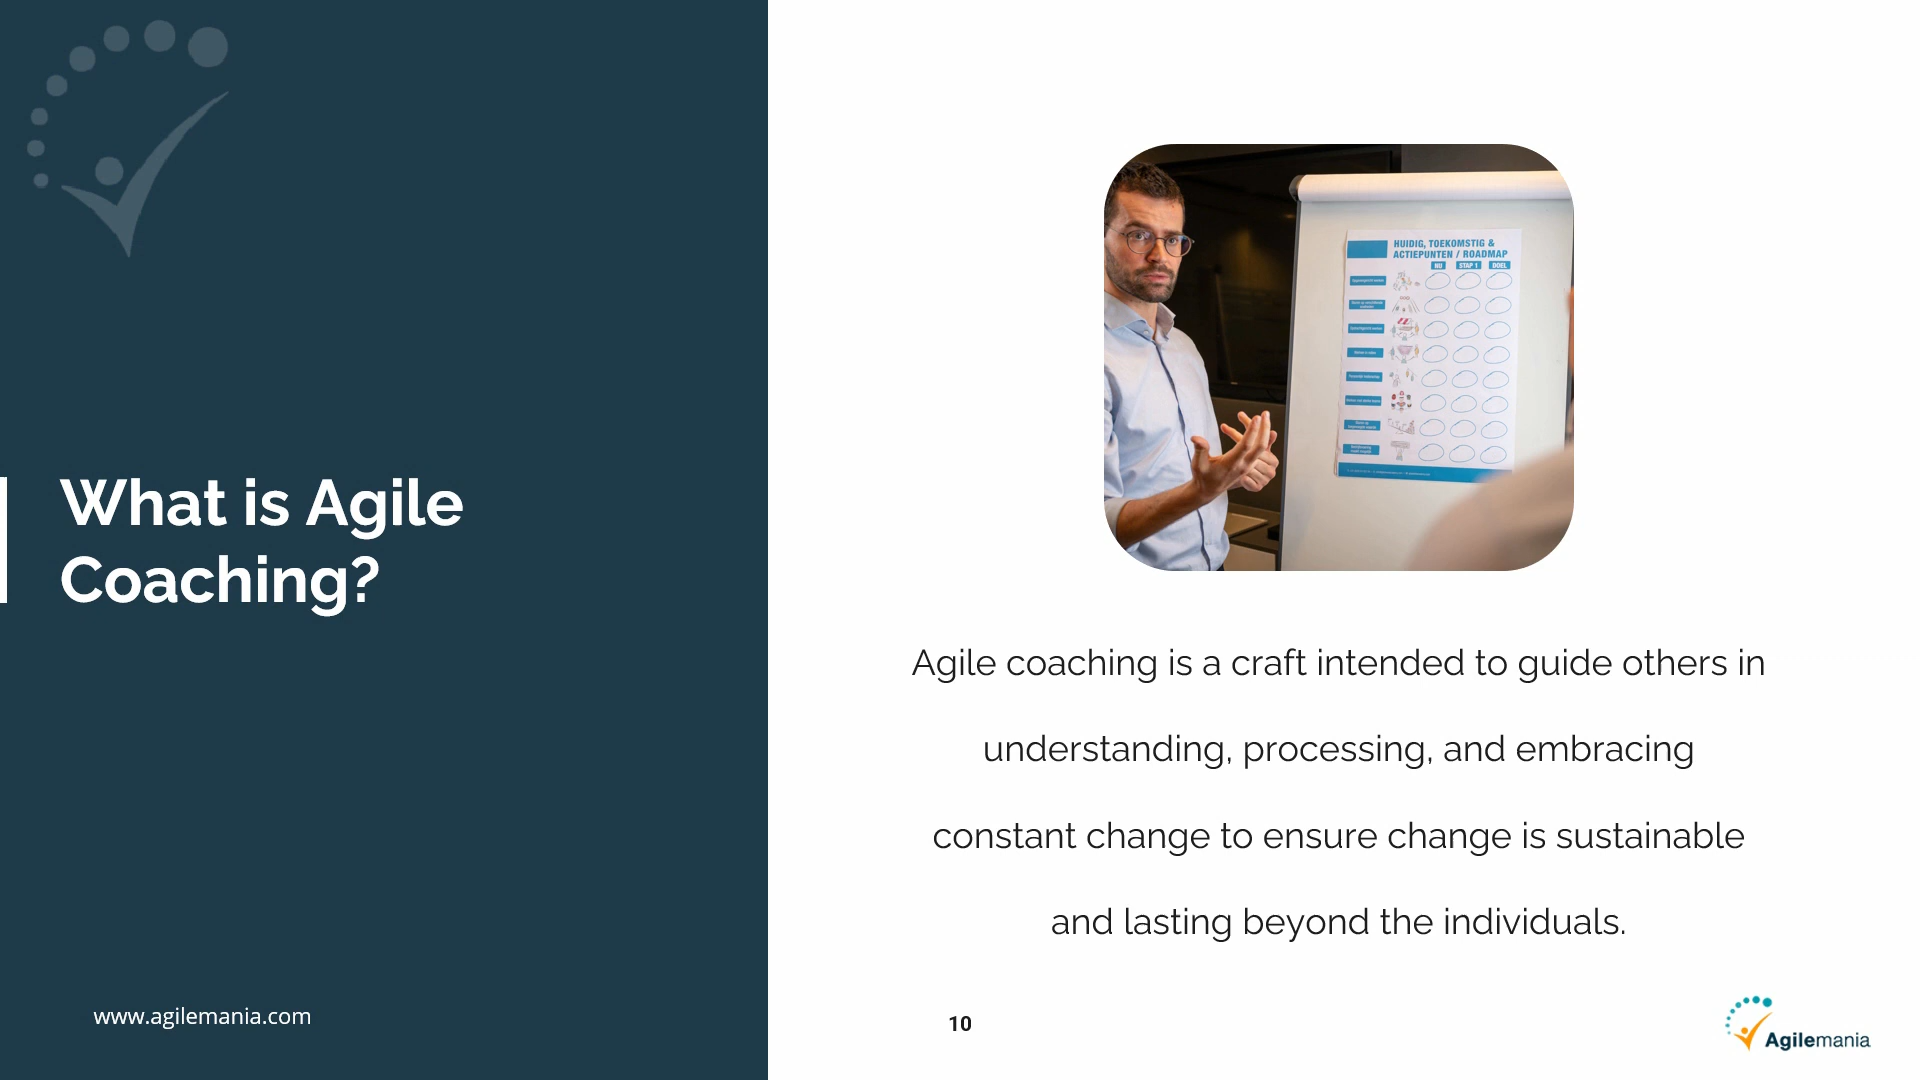 What is Agile
Coaching?
www.agilemania.com
HUIDIG, TOEKOMSTIG &
ACTIEPUNTEN / ROADMAP
NU STAP 1 DOEL
Agile coaching is a craft intended to guide others in
understanding, processing, and embracing
constant change to ensure change is sustainable
and lasting beyond the individuals.
10
Agilemania